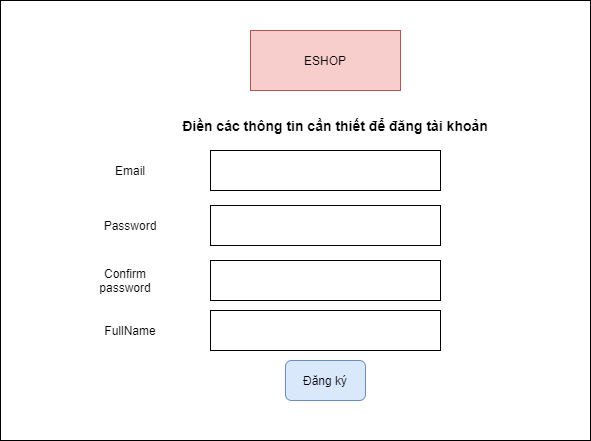 ESHOP
Điền các thông tin cần thiết để đăng tài khoản
Email
Password
Confirm
password
FullName
Đăng ký